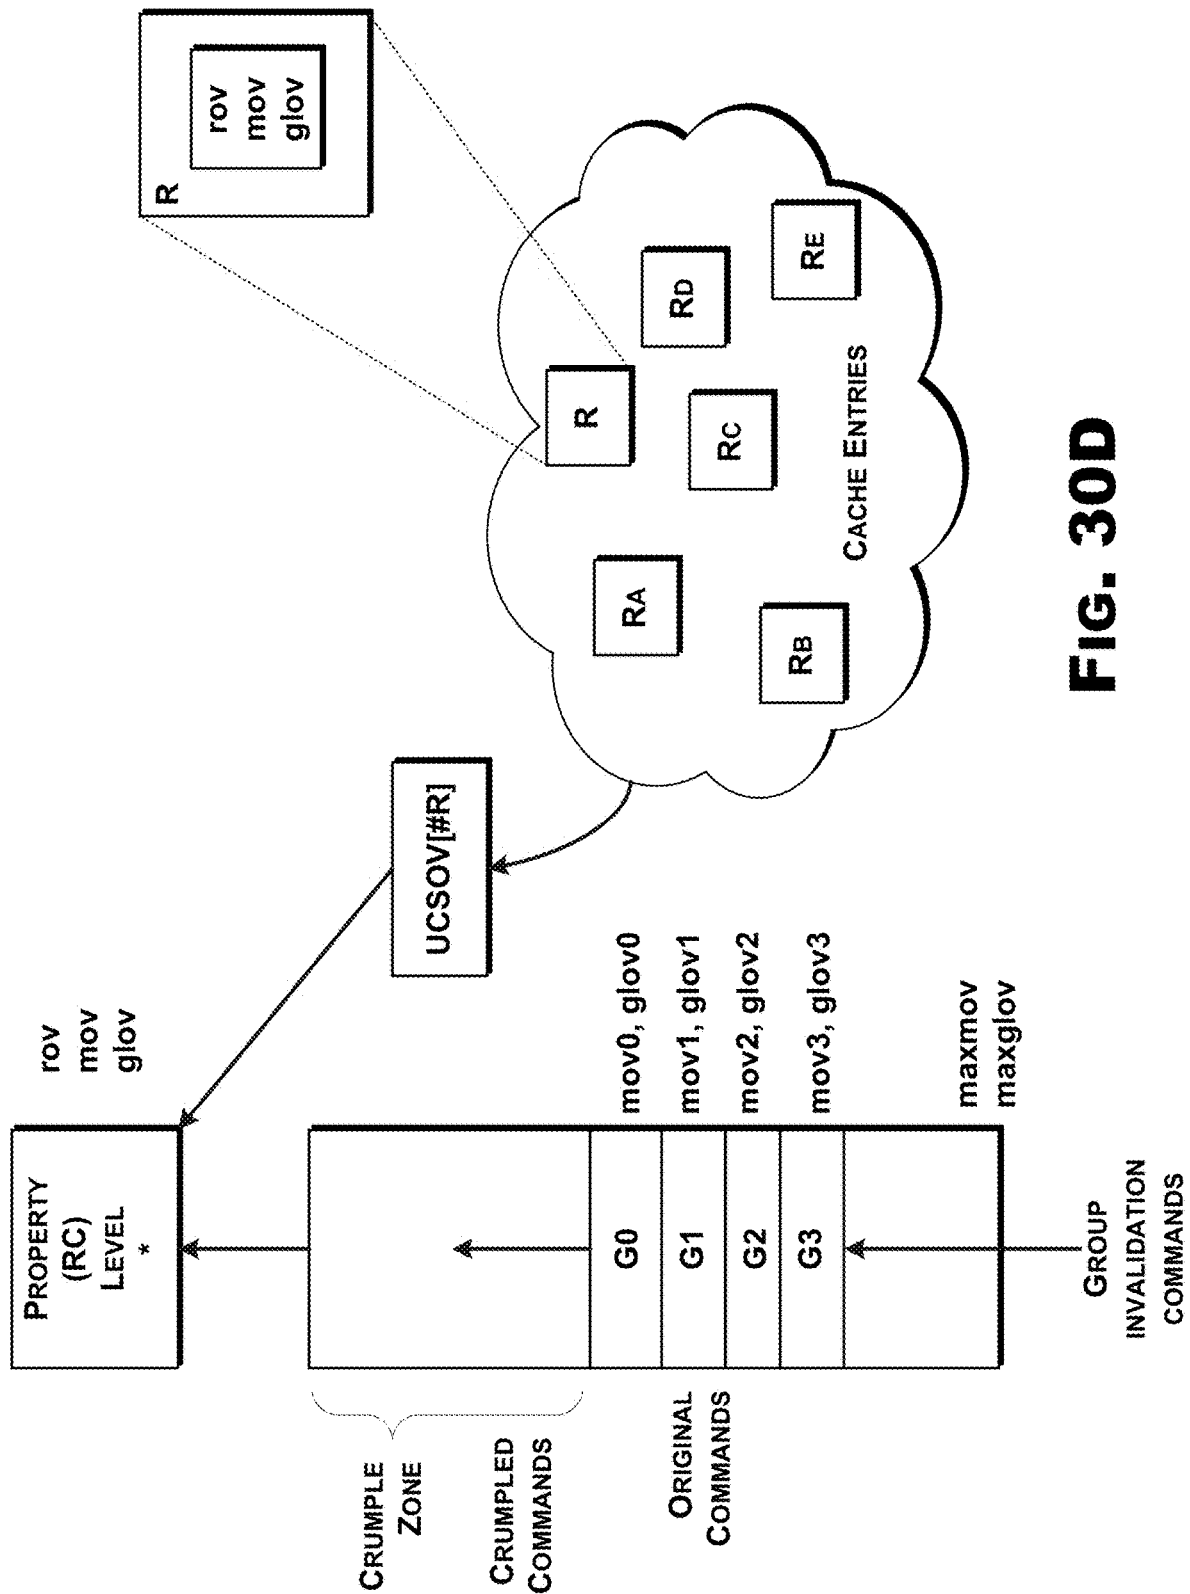 CRUMPLE
ZONE
CRUMPLED
COMMANDS
ORIGINAL
COMMANDS
PROPERTY
(RC)
LEVEL
*
G0
G1
G2
G3
GROUP
INVALIDATION
COMMANDS
rov
mov
glov
mov0, glov0
mov1, glov1
mov2, glov2
mov3, glov3
maxmov
maxglov
UCSOV[#R]
R
rov
mov
glov
R
RA
RB
RC
RD
RE
CACHE ENTRIES
FIG. 30D